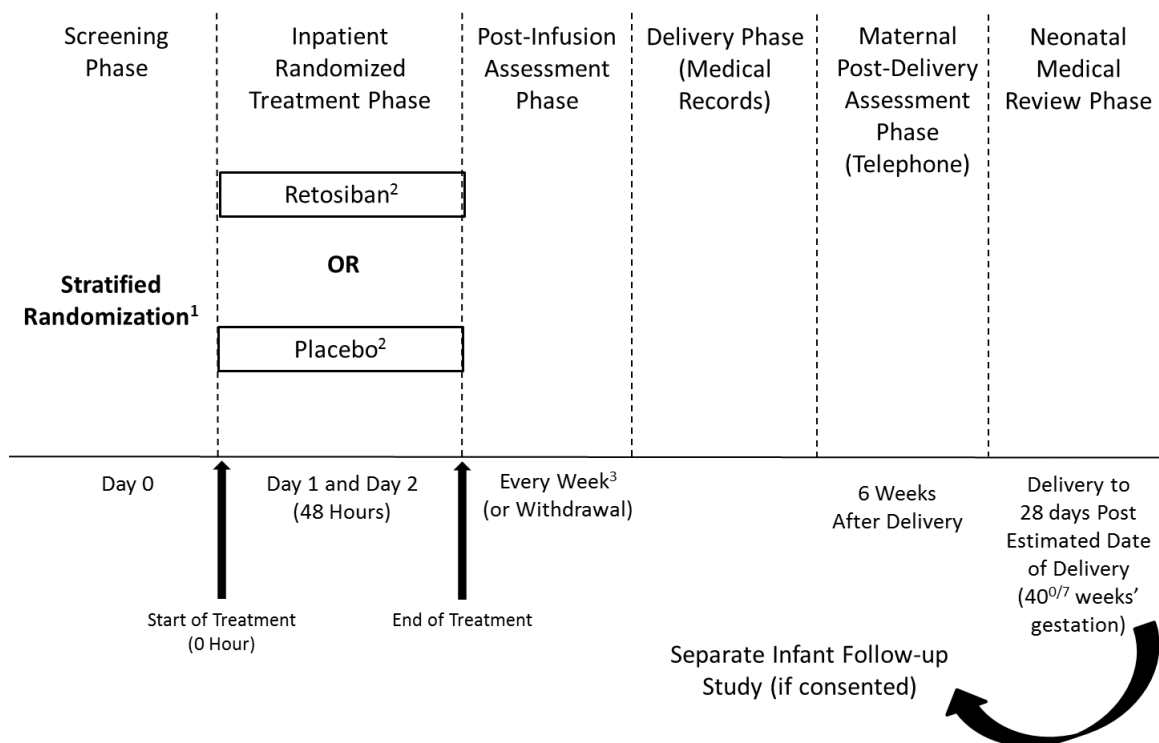 Screening
Phase
Inpatient
Randomized
Treatment Phase
Post-Infusion
Assessment
Phase
Delivery Phase
(Medical
Records)
Maternal
Post-Delivery
Assessment
Phase
(Telephone)
Neonatal
Medical
Review Phase
Retosiban²
OR
Stratified
Randomization¹
Placebo²
Day 0
Day 1 and Day 2
(48 Hours)
Every Week³
(or Withdrawal)
6 Weeks
After Delivery
Delivery to
28 days Post
Estimated Date
of Delivery
(40⁰/⁷ weeks’
gestation)
Start of Treatment
(0 Hour)
End of Treatment
Separate Infant Follow-up
Study (if consented)